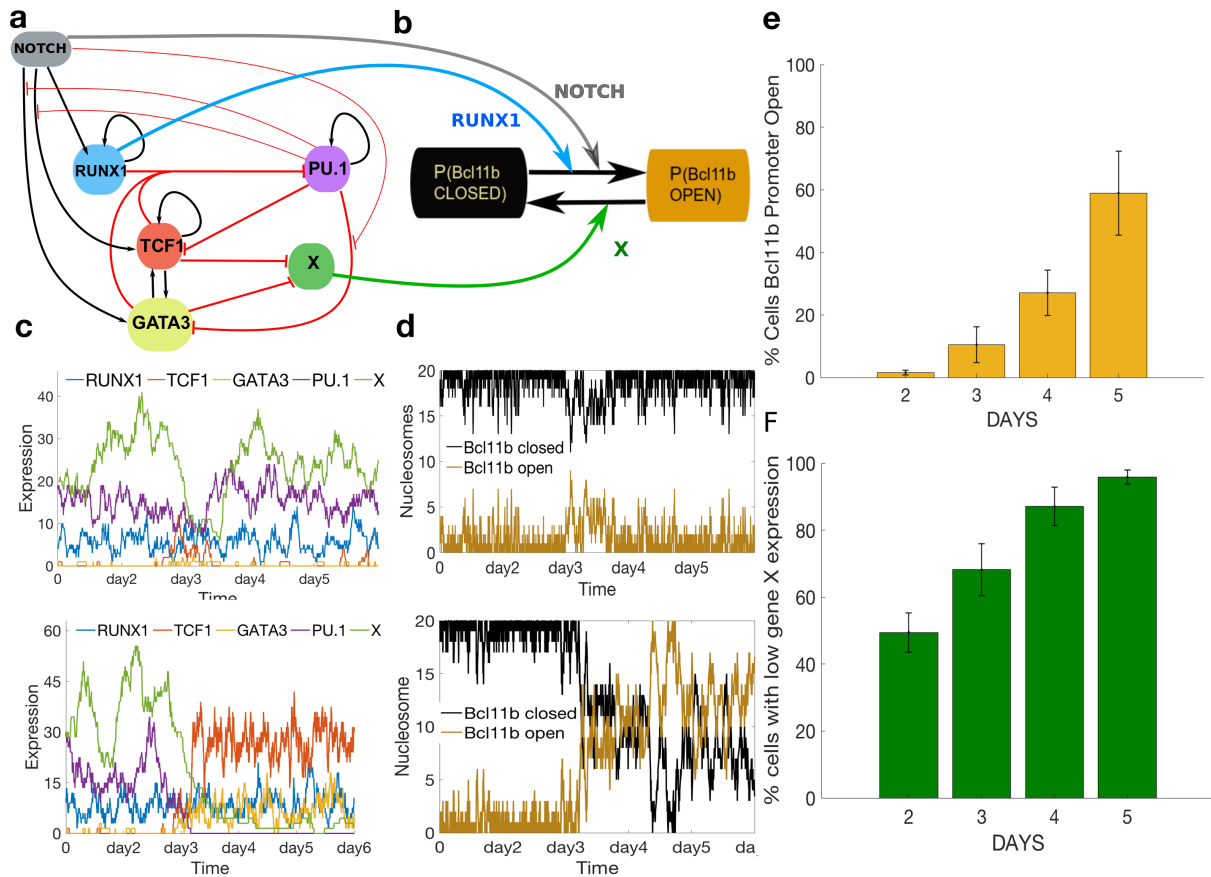 a
NOTCH
RUNX1
PU.1
TCF1
X
GATA3
b
NOTCH
RUNX1
P(Bcl11b
CLOSED)
P(Bcl11b
OPEN)
X
c
RUNX1 TCF1 GATA3 PU.1 X
Expression
40
30
20
10
0
0 day2 day3 day4 day5
Time
RUNX1 TCF1 GATA3 PU.1 X
Expression
60
45
30
15
0
0 day2 day3 day4 day5 day6
Time
d
Nucleosomes
20
15
10
5
0
Bcl11b closed
Bcl11b open
0 day2 day3 day4 day5
Time
Nucleosome
20
15
10
5
0
Bcl11b closed
Bcl11b open
0 day2 day3 day4 day5 da
Time
e
% Cells Bcl11b Promoter Open
100
80
60
40
20
0
2 3 4 5
DAYS
F
% cells with low gene X expression
100
80
60
40
20
0
2 3 4 5
DAYS